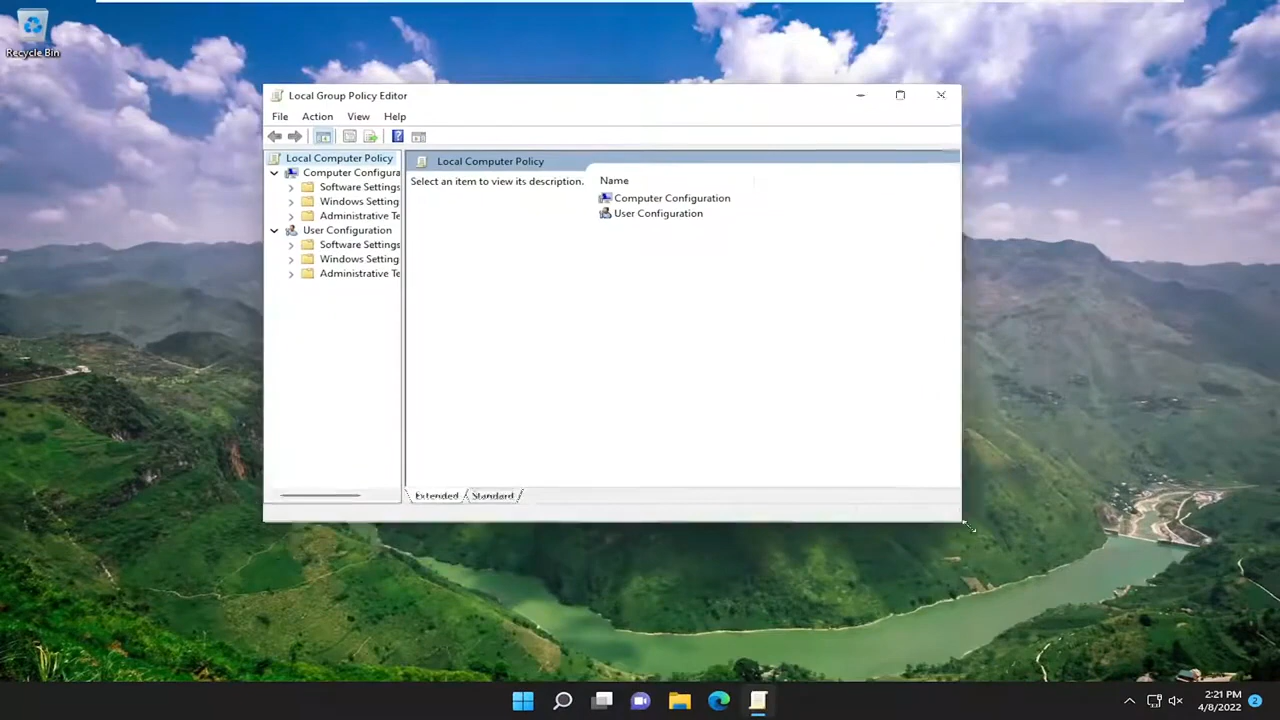 Recycle Bin
Local Group Policy Editor
File Action View Help
Local Computer Policy
Computer Configura
Software Settings
Windows Setting
Administrative Te
User Configuration
Software Settings
Windows Setting
Administrative Te
Local Computer Policy
Select an item to view its description.
Name
Computer Configuration
User Configuration
Extended Standard
2:21 PM
4/8/2022
2